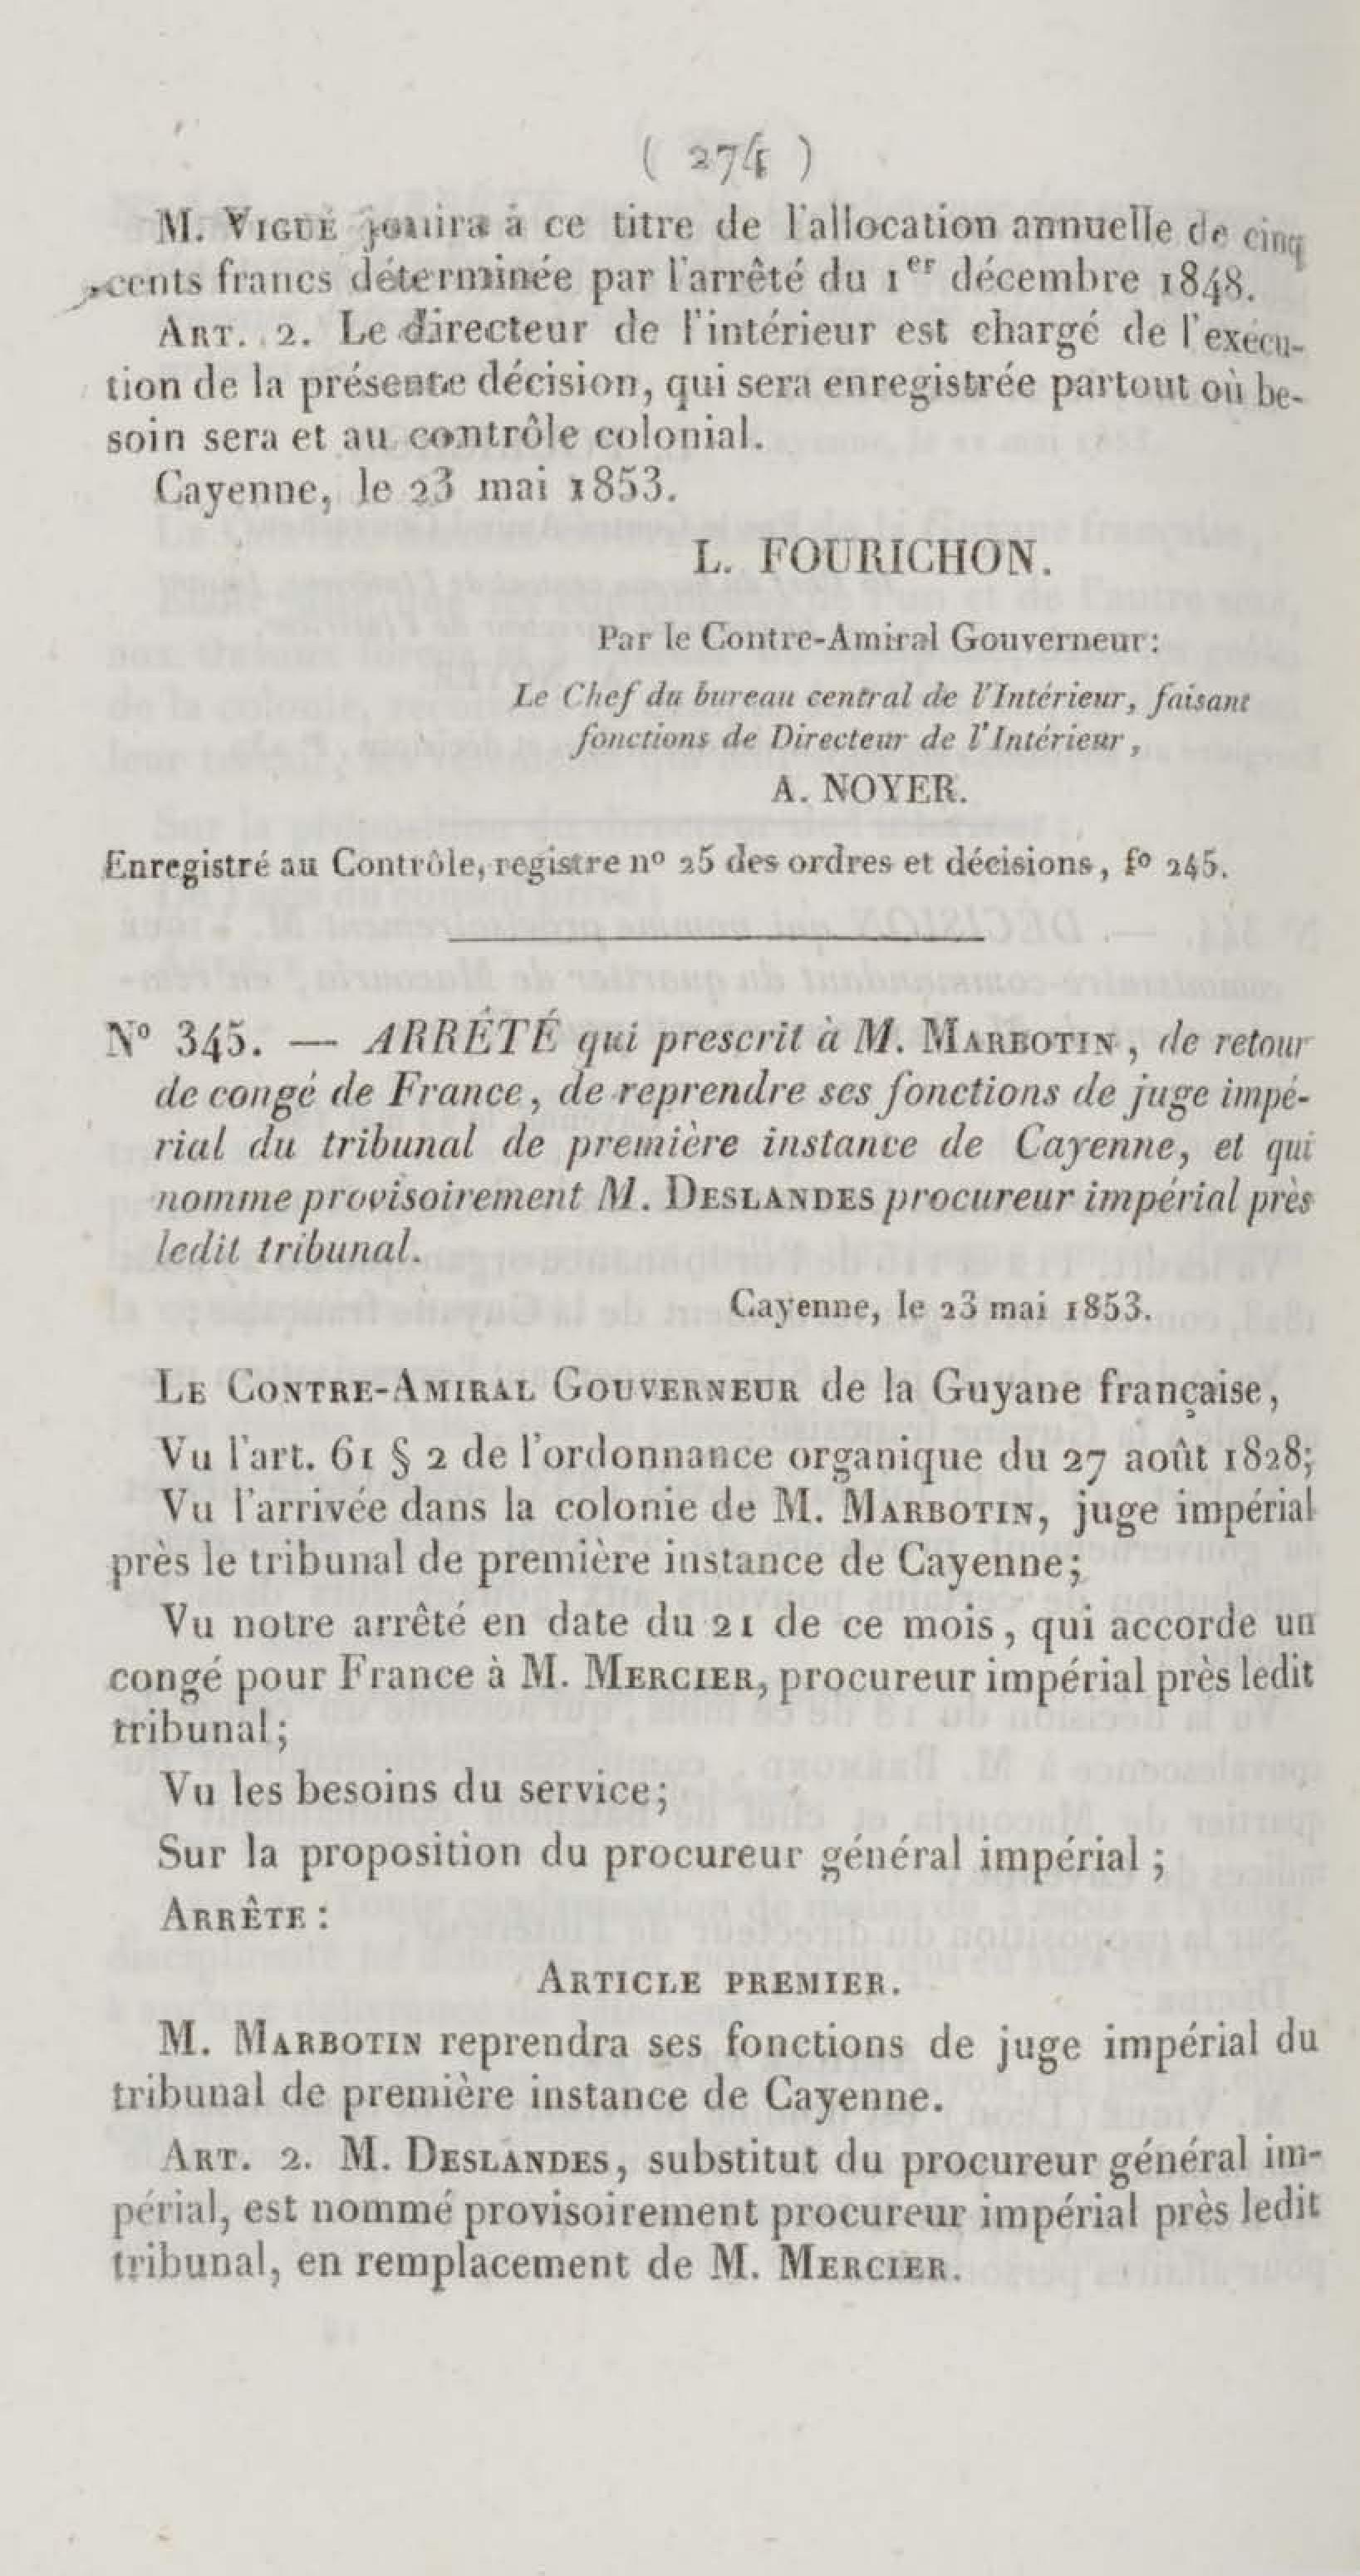 ( 274 )
M. VIGUÉ jouira à ce titre de l'allocation annuelle de cinq
cents francs déterminée par l'arrêté du 1er décembre 1848.
ART. 2. Le directeur de l'intérieur est chargé de l'exécu-
tion de la présente décision, qui sera enregistrée partout où be-
soin sera et au contrôle colonial.
Cayenne, le 23 mai 1853.
L. FOURICHON.
Par le Contre-Amiral Gouverneur:
Le Chef du bureau central de l'Intérieur, faisant
fonctions de Directeur de l'Intérieur,
A. NOYER.
Enregistré au Contrôle, registre no 25 des ordres et décisions, fo 245.
No 345. — ARRÊTÉ qui prescrit à M. MARBOTIN, de retour
de congé de France, de reprendre ses fonctions de juge impé-
rial du tribunal de première instance de Cayenne, et qui
nomme provisoirement M. DESLANDES procureur impérial près
ledit tribunal.
Cayenne, le 23 mai 1853.
LE CONTRE-AMIRAL GOUVERNEUR de la Guyane française,
Vu l'art. 61 § 2 de l'ordonnance organique du 27 août 1828;
Vu l'arrivée dans la colonie de M. MARBOTIN, juge impérial
près le tribunal de première instance de Cayenne;
Vu notre arrêté en date du 21 de ce mois, qui accorde un
congé pour France à M. MERCIER, procureur impérial près ledit
tribunal;
Vu les besoins du service;
Sur la proposition du procureur général impérial;
ARRÊTE:
ARTICLE PREMIER.
M. MARBOTIN reprendra ses fonctions de juge impérial du
tribunal de première instance de Cayenne.
ART. 2. M. DESLANDES, substitut du procureur général im-
périal, est nommé provisoirement procureur impérial près ledit
tribunal, en remplacement de M. MERCIER.